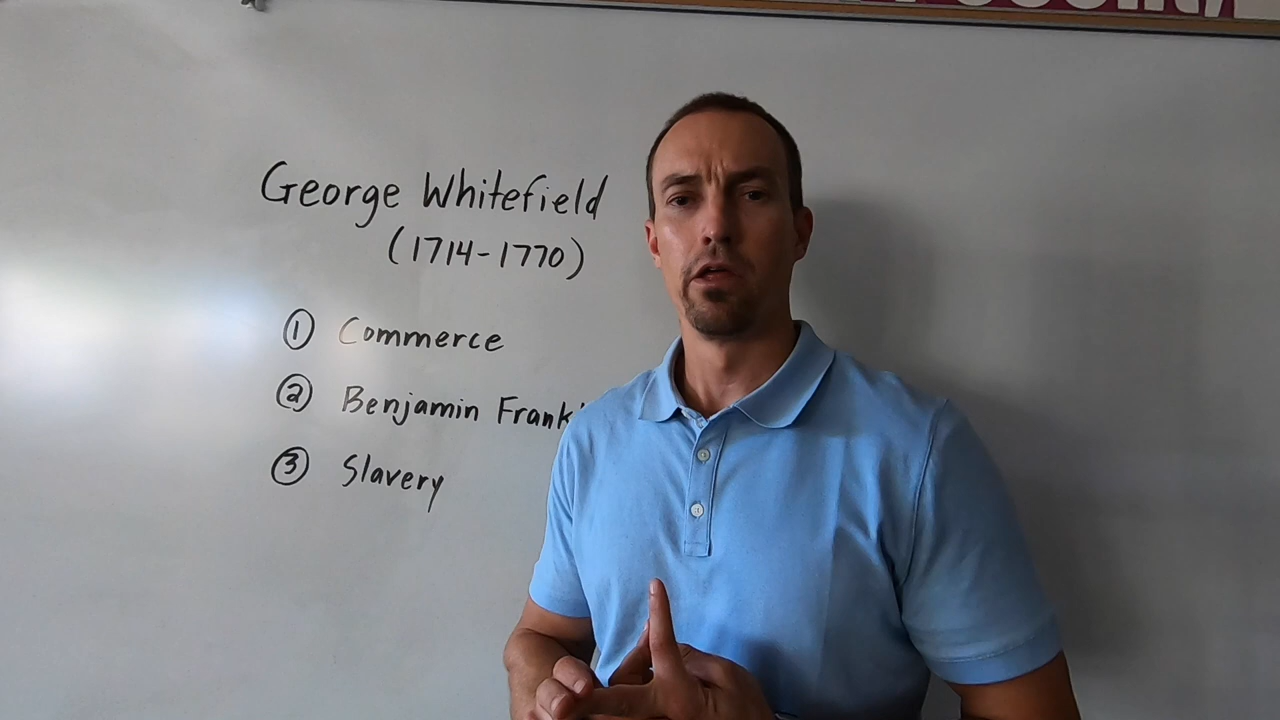 George Whitefield
(1714-1770)
① Commerce
② Benjamin Frank
③ Slavery